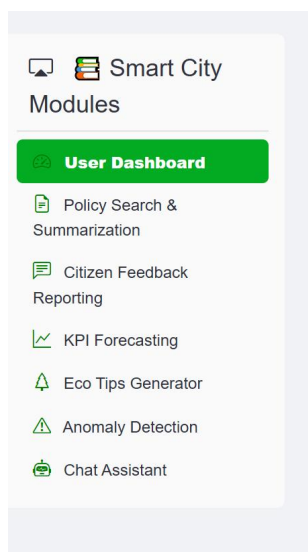 Smart City
Modules
User Dashboard
Policy Search &
Summarization
Citizen Feedback
Reporting
KPI Forecasting
Eco Tips Generator
Anomaly Detection
Chat Assistant